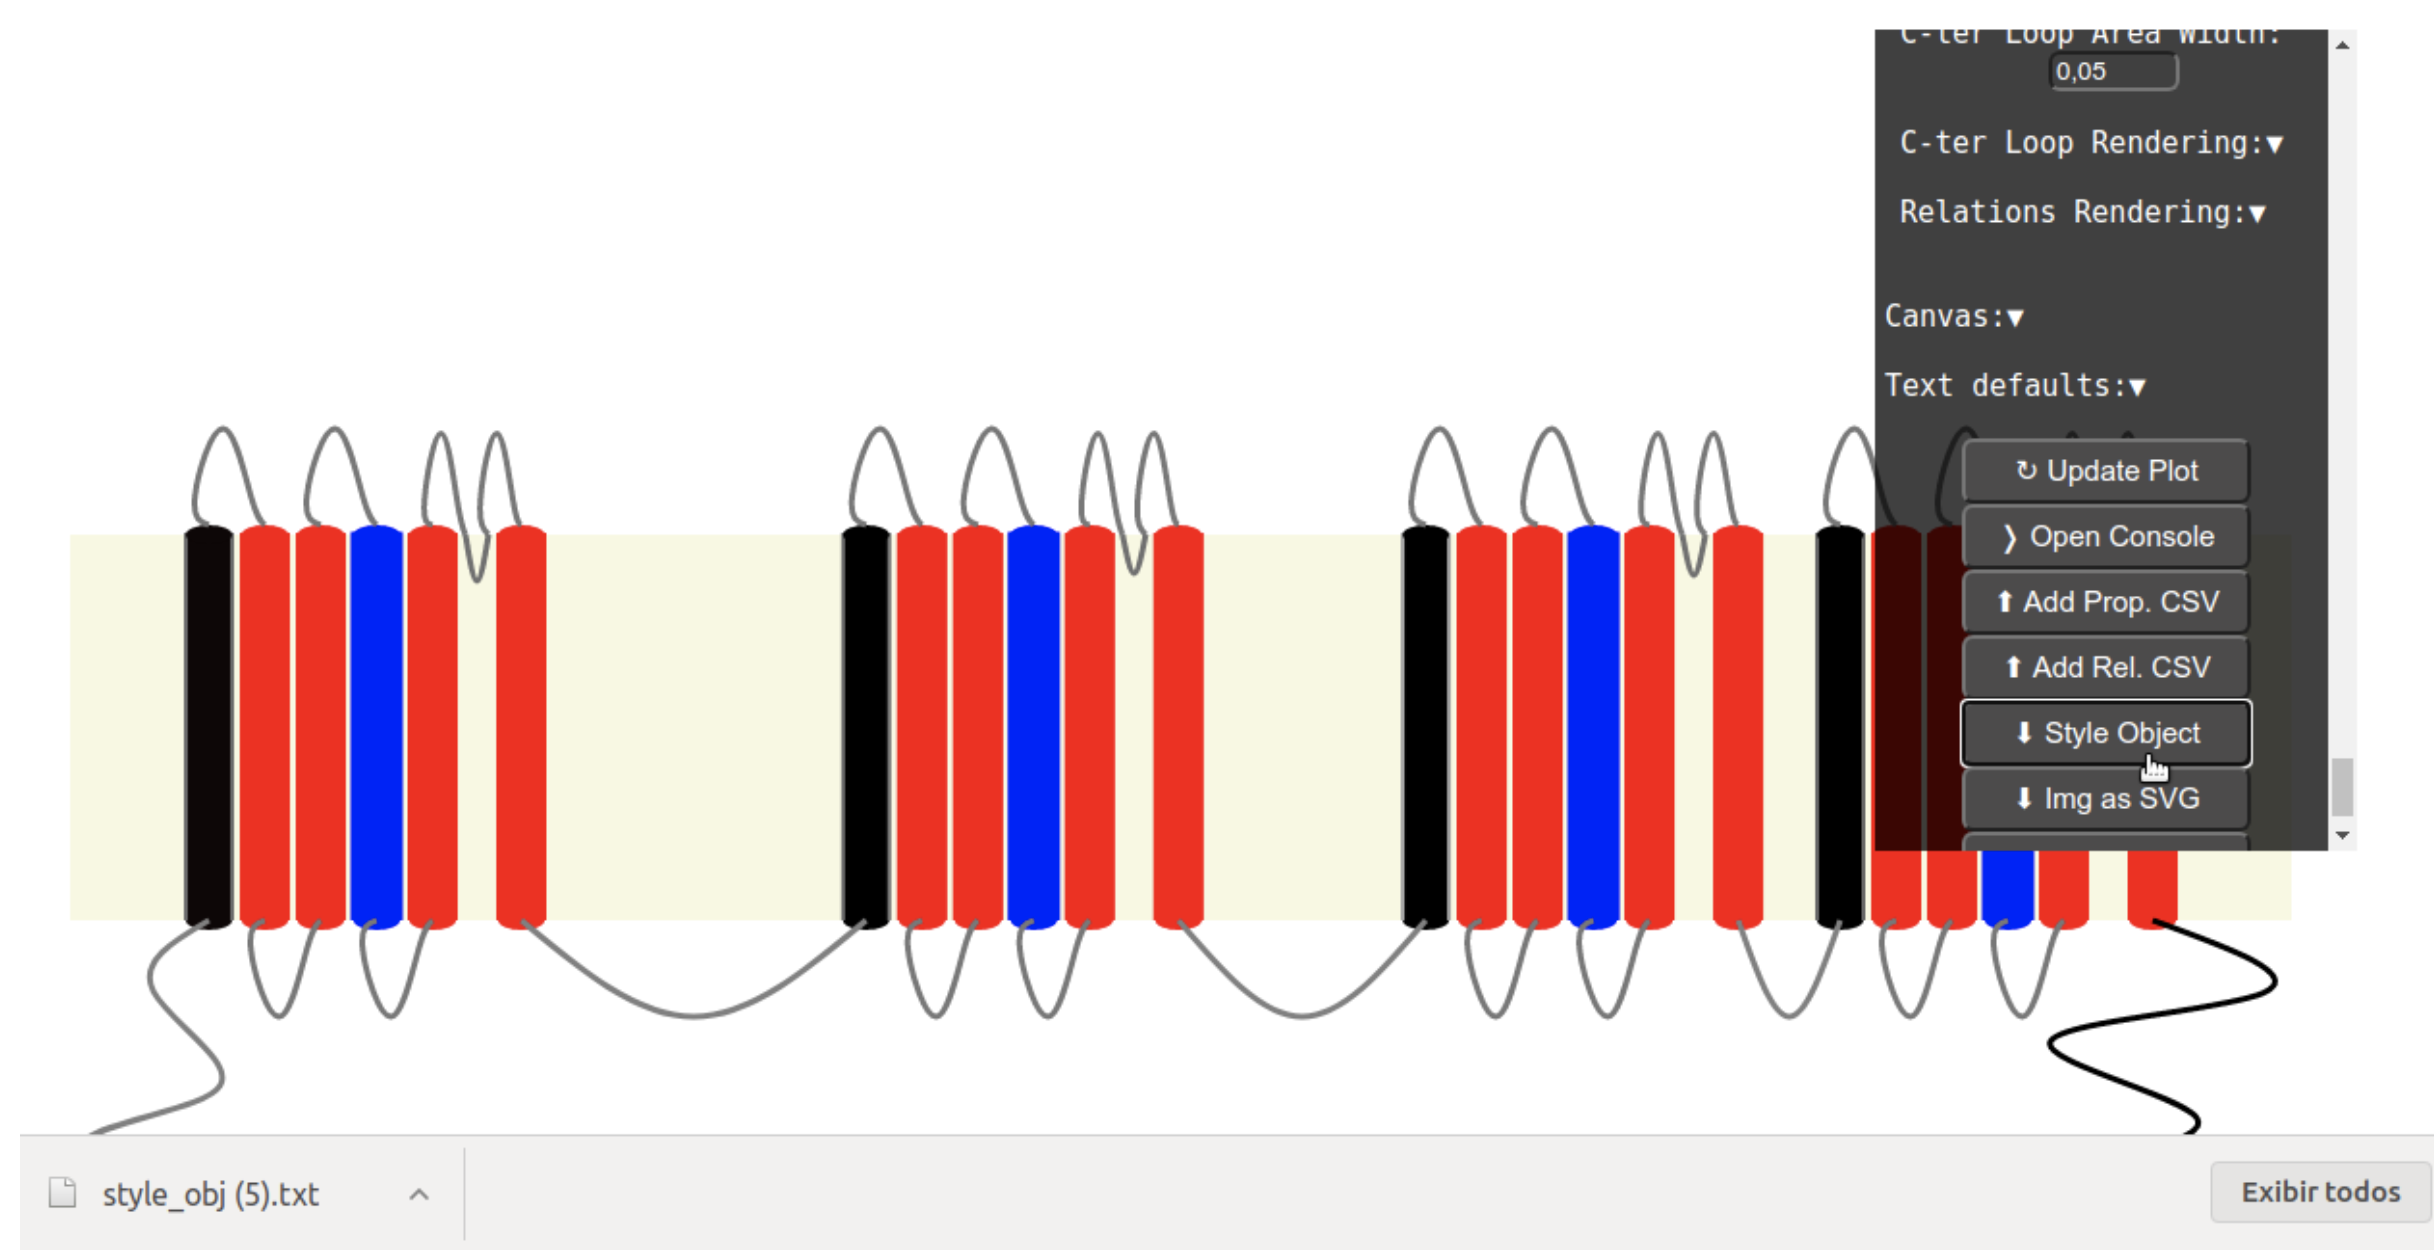 C-ter Loop Area Width:
0,05
C-ter Loop Rendering:▼
Relations Rendering:▼
Canvas:▼
Text defaults:▼
↻ Update Plot
❭ Open Console
⬆ Add Prop. CSV
⬆ Add Rel. CSV
⬇ Style Object
⬇ Img as SVG
style_obj (5).txt
Exibir todos